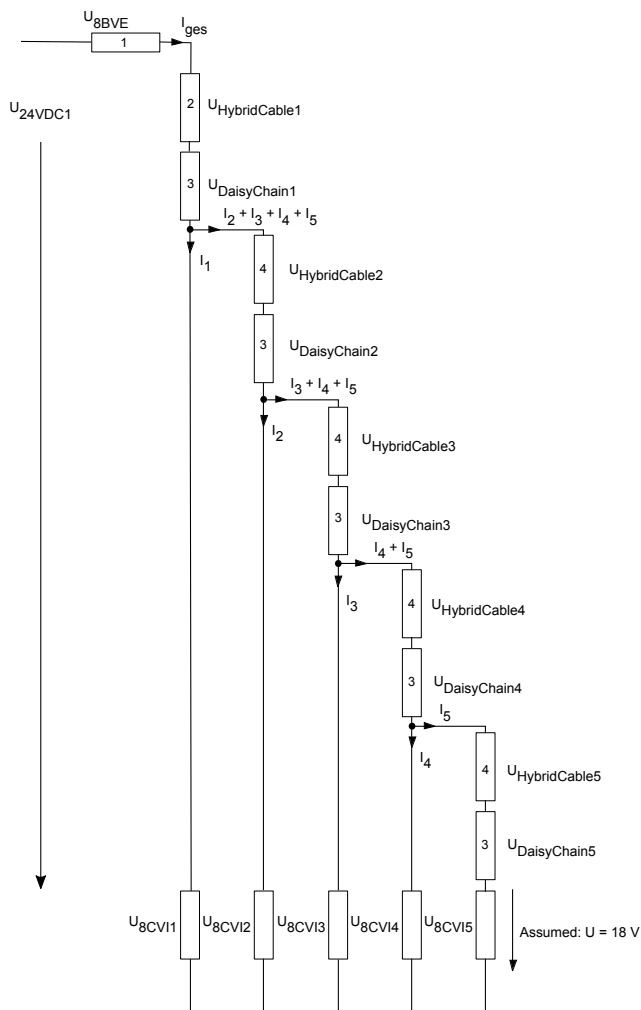 U8BVE
Iges
1
U24VDC1
2
UHybridCable1
3
UDaisyChain1
I2 + I3 + I4 + I5
I1
4
UHybridCable2
3
UDaisyChain2
I3 + I4 + I5
I2
4
UHybridCable3
3
UDaisyChain3
I4 + I5
I3
4
UHybridCable4
3
UDaisyChain4
I5
I4
4
UHybridCable5
3
UDaisyChain5
U8CVI1 U8CVI2 U8CVI3 U8CVI4 U8CVI5 Assumed: U = 18 V